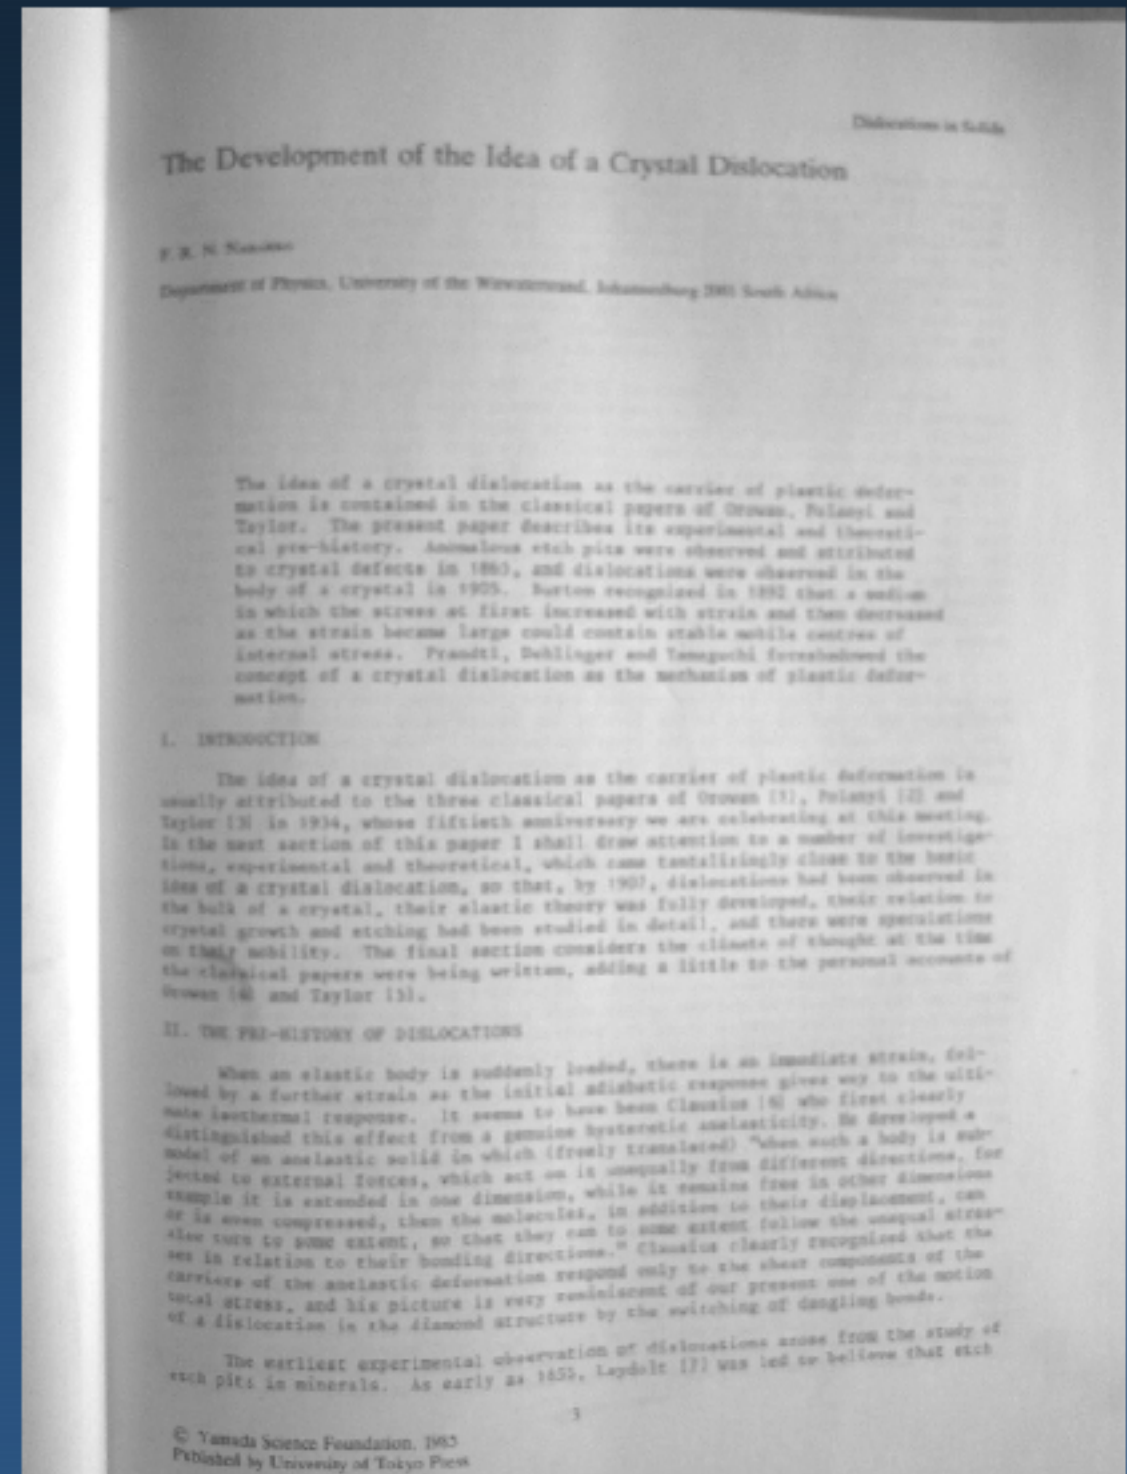 Dislocations in Solids
The Development of the Idea of a Crystal Dislocation
F. R. N. Nabarro
Department of Physics, University of the Witwatersrand, Johannesburg 2001 South Africa
The idea of a crystal dislocation as the carrier of plastic defor-
mation is contained in the classical papers of Orowan, Polanyi and
Taylor. The present paper describes its experimental and theoreti-
cal pre-history. Anomalous etch pits were observed and attributed
to crystal defects in 1865, and dislocations were observed in the
body of a crystal in 1905. Burton recognized in 1892 that a medium
in which the stress at first increased with strain and then decreased
as the strain became large could contain stable mobile centres of
internal stress. Prandtl, Dehlinger and Yamaguchi foreshadowed the
concept of a crystal dislocation as the mechanism of plastic defor-
mation.
I. INTRODUCTION
The idea of a crystal dislocation as the carrier of plastic deformation is
usually attributed to the three classical papers of Orowan [1], Polanyi [2] and
Taylor [3] in 1934, whose fiftieth anniversary we are celebrating at this meeting.
In the next section of this paper I shall draw attention to a number of investiga-
tions, experimental and theoretical, which came tantalizingly close to the basic
idea of a crystal dislocation, so that, by 1907, dislocations had been observed in
the bulk of a crystal, their elastic theory was fully developed, their relation to
crystal growth and etching had been studied in detail, and there were speculations
on their mobility. The final section considers the climate of thought at the time
the classical papers were being written, adding a little to the personal accounts of
Orowan [4] and Taylor [5].
II. THE PRE-HISTORY OF DISLOCATIONS
When an elastic body is suddenly loaded, there is an immediate strain, fol-
lowed by a further strain as the initial adiabatic response gives way to the ulti-
mate isothermal response. It seems to have been Clausius [6] who first clearly
distinguished this effect from a genuine hysteretic anelasticity. He developed a
model of an anelastic solid in which (freely translated) "When such a body is sub-
jected to external forces, which act on it unequally from different directions, for
example it is extended in one dimension, while it remains free in other dimensions
or is even compressed, then the molecules, in addition to their displacement, can
also turn to some extent, so that they can to some extent follow the unequal stres-
ses in relation to their bonding directions." Clausius clearly recognized that the
carriers of the anelastic deformation respond only to the shear components of the
total stress, and his picture is very reminiscent of our present one of the motion
of a dislocation in the diamond structure by the switching of dangling bonds.
The earliest experimental observation of dislocations arose from the study of
etch pits in minerals. As early as 1855, Leydolt [7] was led to believe that etch
3
© Yamada Science Foundation, 1985
Published by University of Tokyo Press